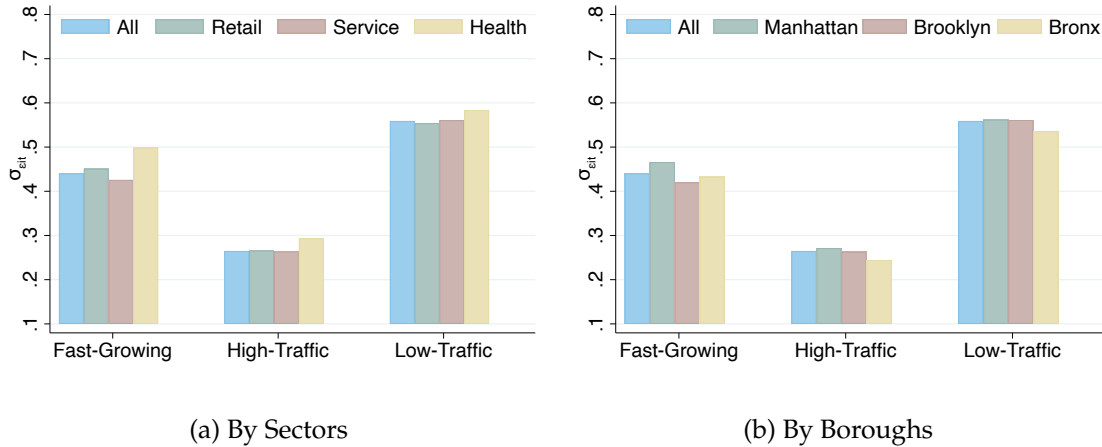 All Retail Service Health
.8
.7
.6
.5
.4
.3
.2
.1
σεit
Fast-Growing High-Traffic Low-Traffic
(a) By Sectors
All Manhattan Brooklyn Bronx
.8
.7
.6
.5
.4
.3
.2
.1
σεit
Fast-Growing High-Traffic Low-Traffic
(b) By Boroughs